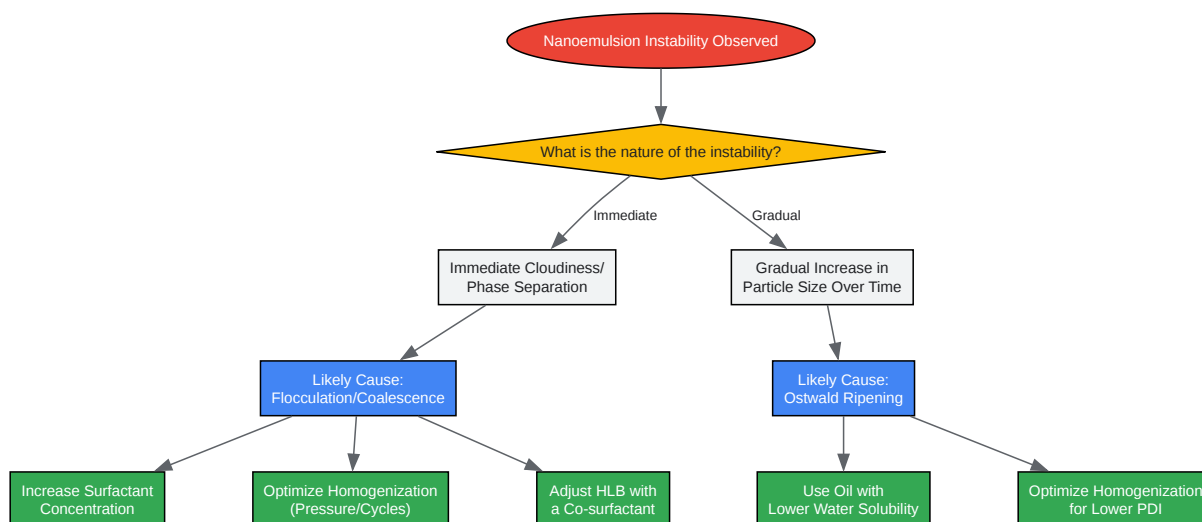 Nanoemulsion Instability Observed
What is the nature of the instability?
Immediate
Gradual
Immediate Cloudiness/
Phase Separation
Gradual Increase in
Particle Size Over Time
Likely Cause:
Flocculation/Coalescence
Likely Cause:
Ostwald Ripening
Increase Surfactant
Concentration
Optimize Homogenization
(Pressure/Cycles)
Adjust HLB with
a Co-surfactant
Use Oil with
Lower Water Solubility
Optimize Homogenization
for Lower PDI